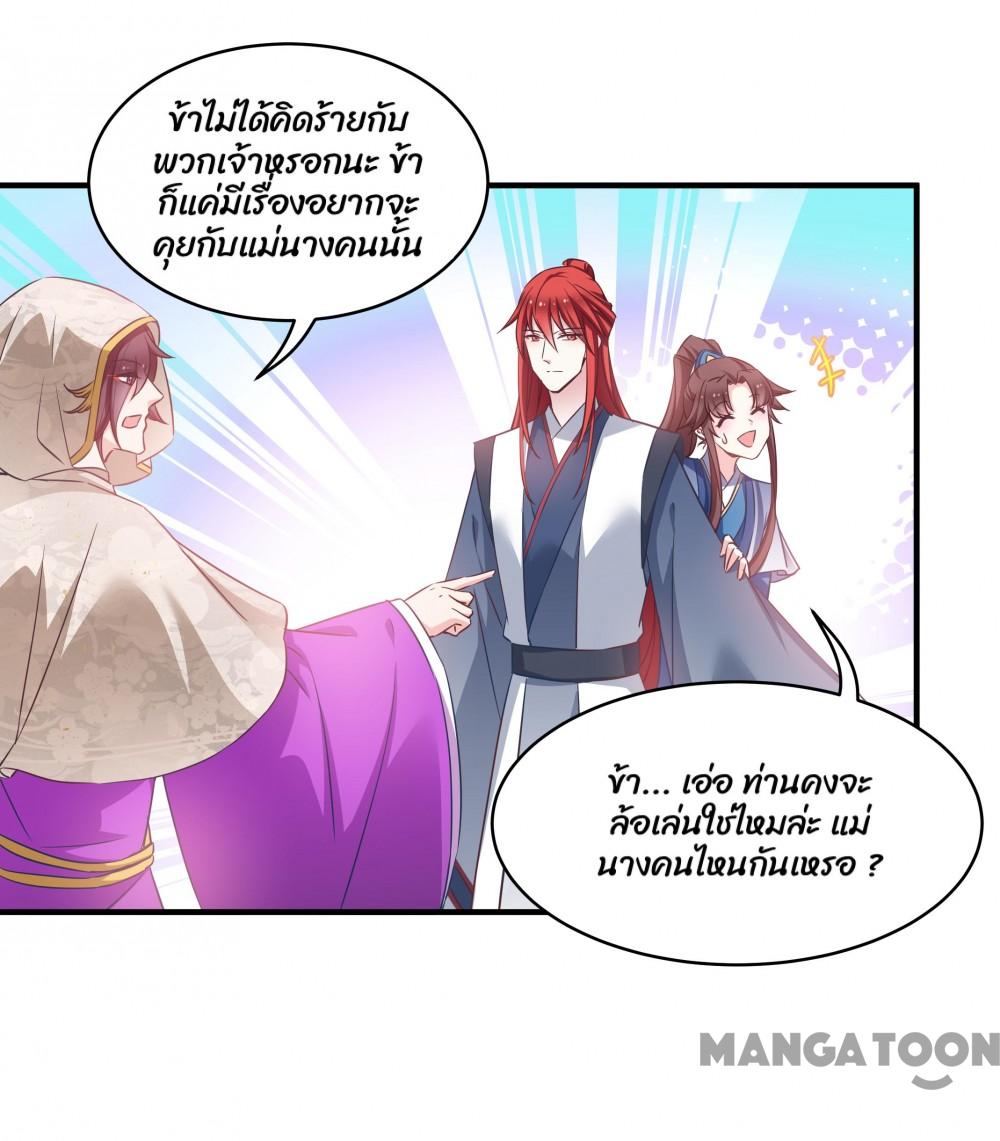 ข้าไม่ได้คิดร้ายกับ
พวกเจ้าหรอกนะ ข้า
ก็แค่มีเรื่องอยากจะ
คุยกับแม่นางคนนั้น
ข้า... เอ่อ ท่านคงจะ
ล้อเล่นใช่ไหมล่ะ แม่
นางคนไหนกันเหรอ ?
MANGATOON